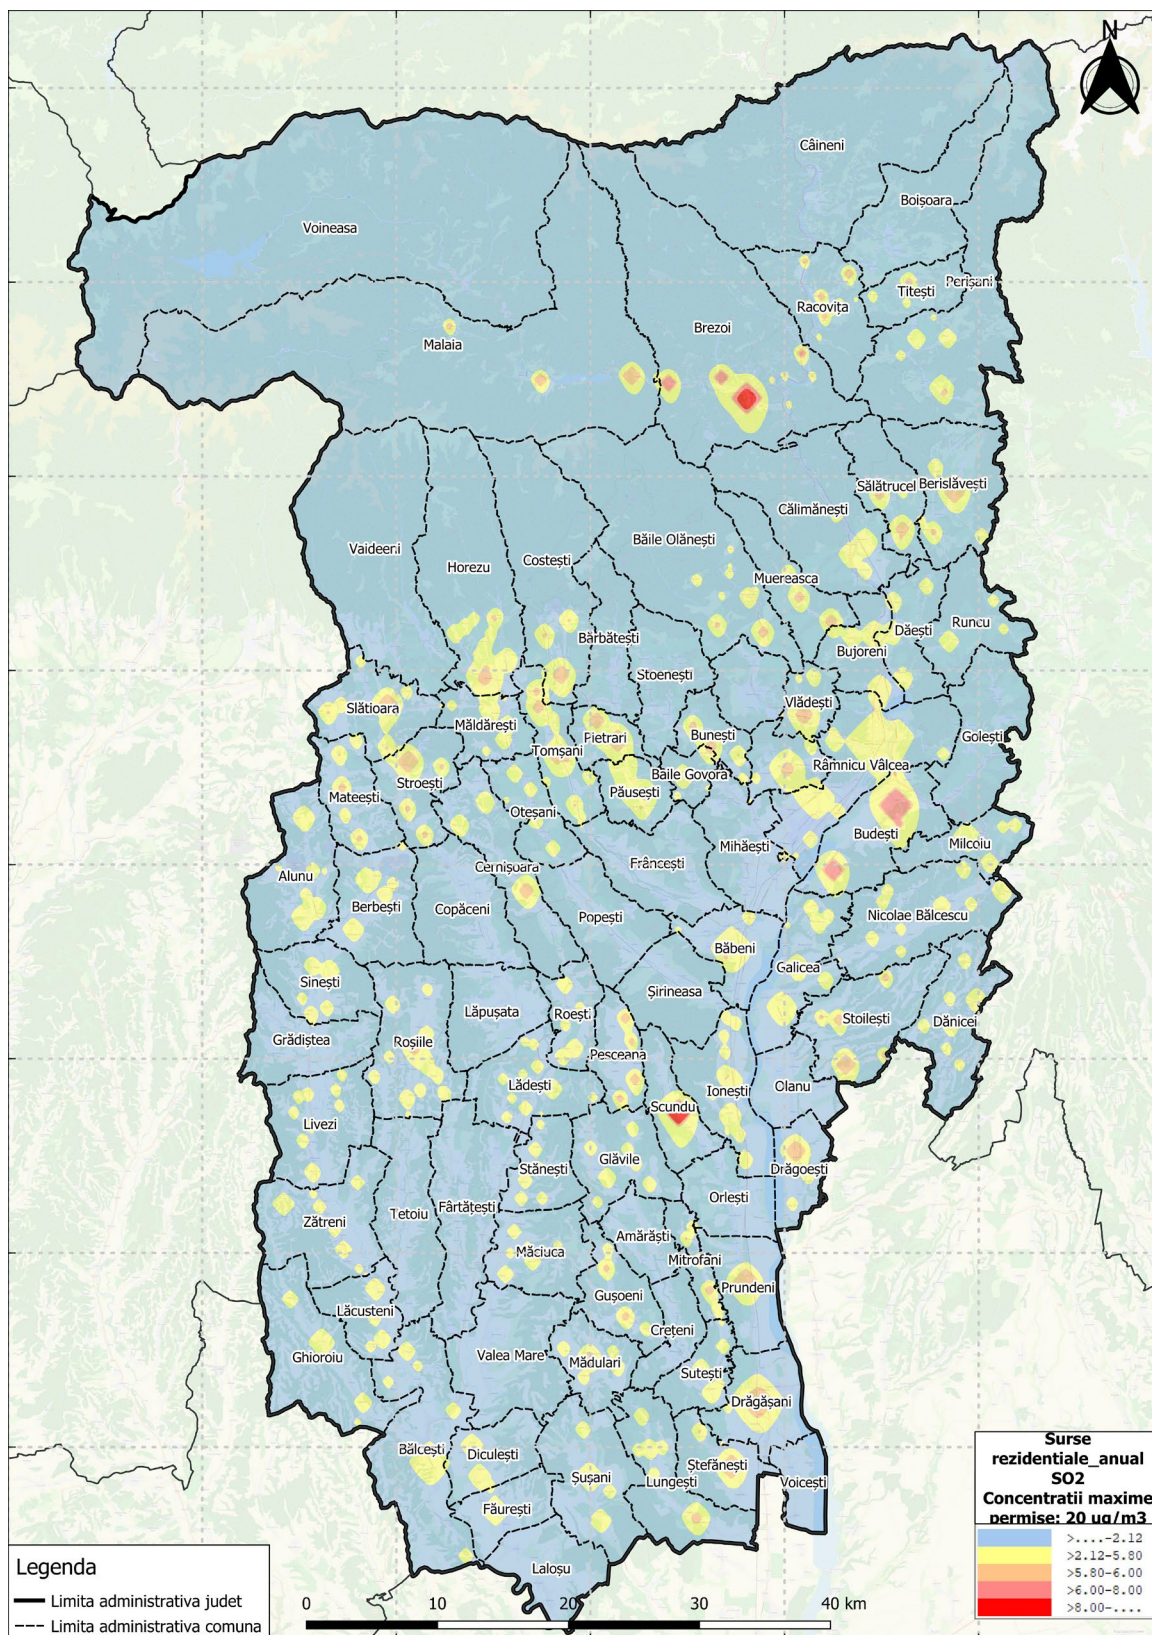 N
Câineni
Boișoara
Voineasa
Perișani
Titești
Racovița
Brezoi
Malaia
Sălătrucel
Berislăvești
Călimănești
Băile Olănești
Vaideeni
Costești
Horezu
Muereasca
Runcu
Dăești
Bărbătești
Bujoreni
Stoenești
Vlădești
Slătioara
Măldărești
Bunești
Golești
Pietrari
Tomșani
Râmnicu Vâlcea
Băile Govora
Stroești
Păusești
Mateești
Oteșani
Budești
Mihăești
Milcoiu
Frâncești
Cernișoara
Alunu
Berbești
Copăceni
Nicolae Bălcescu
Popești
Băbeni
Galicea
Sinești
Șirineasa
Lăpușata
Roești
Stoilești
Dănicei
Grădiștea
Roșiile
Pesceana
Lădești
Ionești
Olanu
Scundu
Livezi
Glăvile
Stănești
Drăgoești
Orlești
Fârtățești
Tetoiu
Zătreni
Amărăști
Măciuca
Mitrofani
Prundeni
Gușoeni
Lăcusteni
Crețeni
Valea Mare
Ghioroiu
Mădulari
Sutești
Drăgășani
Bălcești
Diculești
Ștefănești
Șușani
Lungești
Voicești
Făurești
Lalosu
Surse
rezidentiale_anual
SO2
Concentratii maxime
permise: 20 ug/m3
>....-2.12
>2.12-5.80
>5.80-6.00
>6.00-8.00
>8.00-....
Legenda
Limita administrativa judet
Limita administrativa comuna
0 10 20 30 40 km